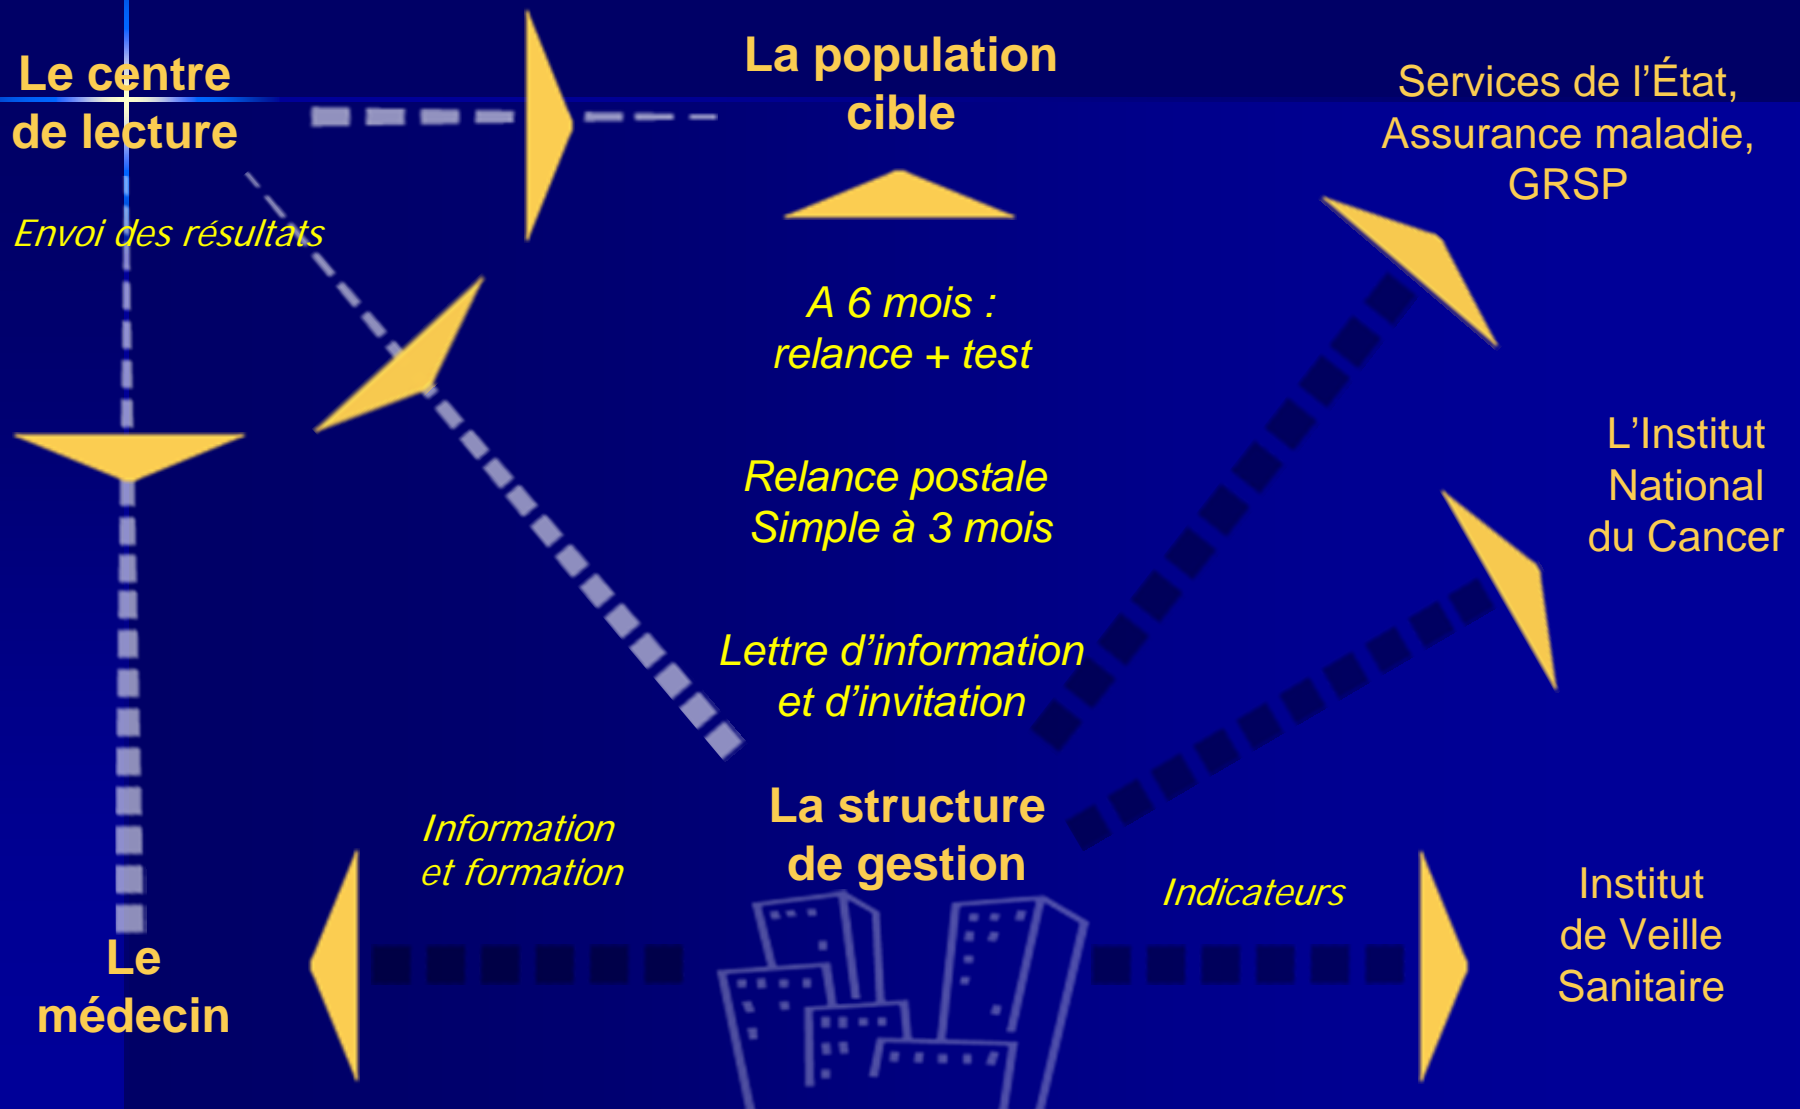 Le centre
de lecture
Envoi des résultats
La population
cible
A 6 mois :
relance + test
Relance postale
Simple à 3 mois
Lettre d’information
et d’invitation
La structure
de gestion
Information
et formation
Le
médecin
Indicateurs
Services de l’État,
Assurance maladie,
GRSP
L’Institut
National
du Cancer
Institut
de Veille
Sanitaire